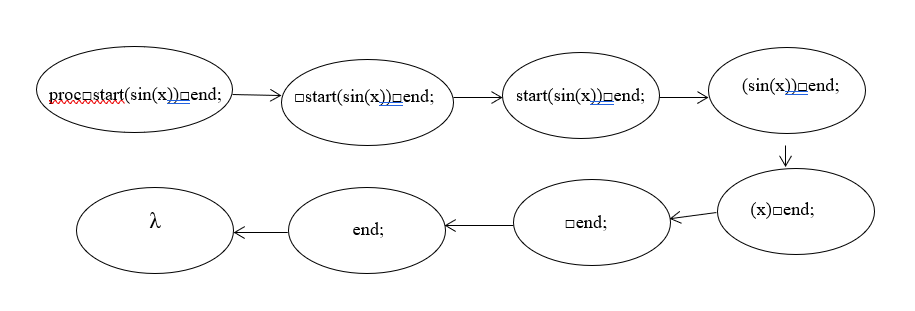 proc□start(sin(x))□end;
□start(sin(x))□end;
start(sin(x))□end;
(sin(x))□end;
(x)□end;
□end;
end;
λ